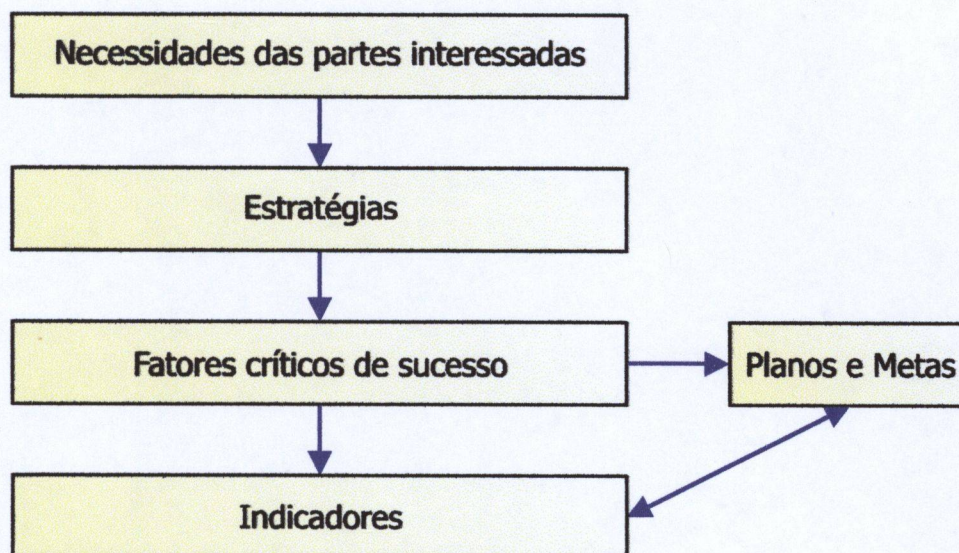 Necessidades das partes interessadas
Estratégias
Fatores críticos de sucesso
Planos e Metas
Indicadores